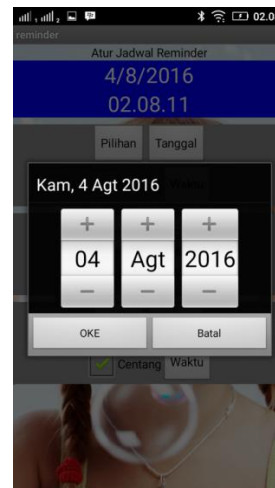 02.0
reminder
Atur Jadwal Reminder
4/8/2016
02.08.11
Pilihan Tanggal
Kam, 4 Agt 2016
+ + +
04 Agt 2016
− − −
OKE Batal
Centang Waktu